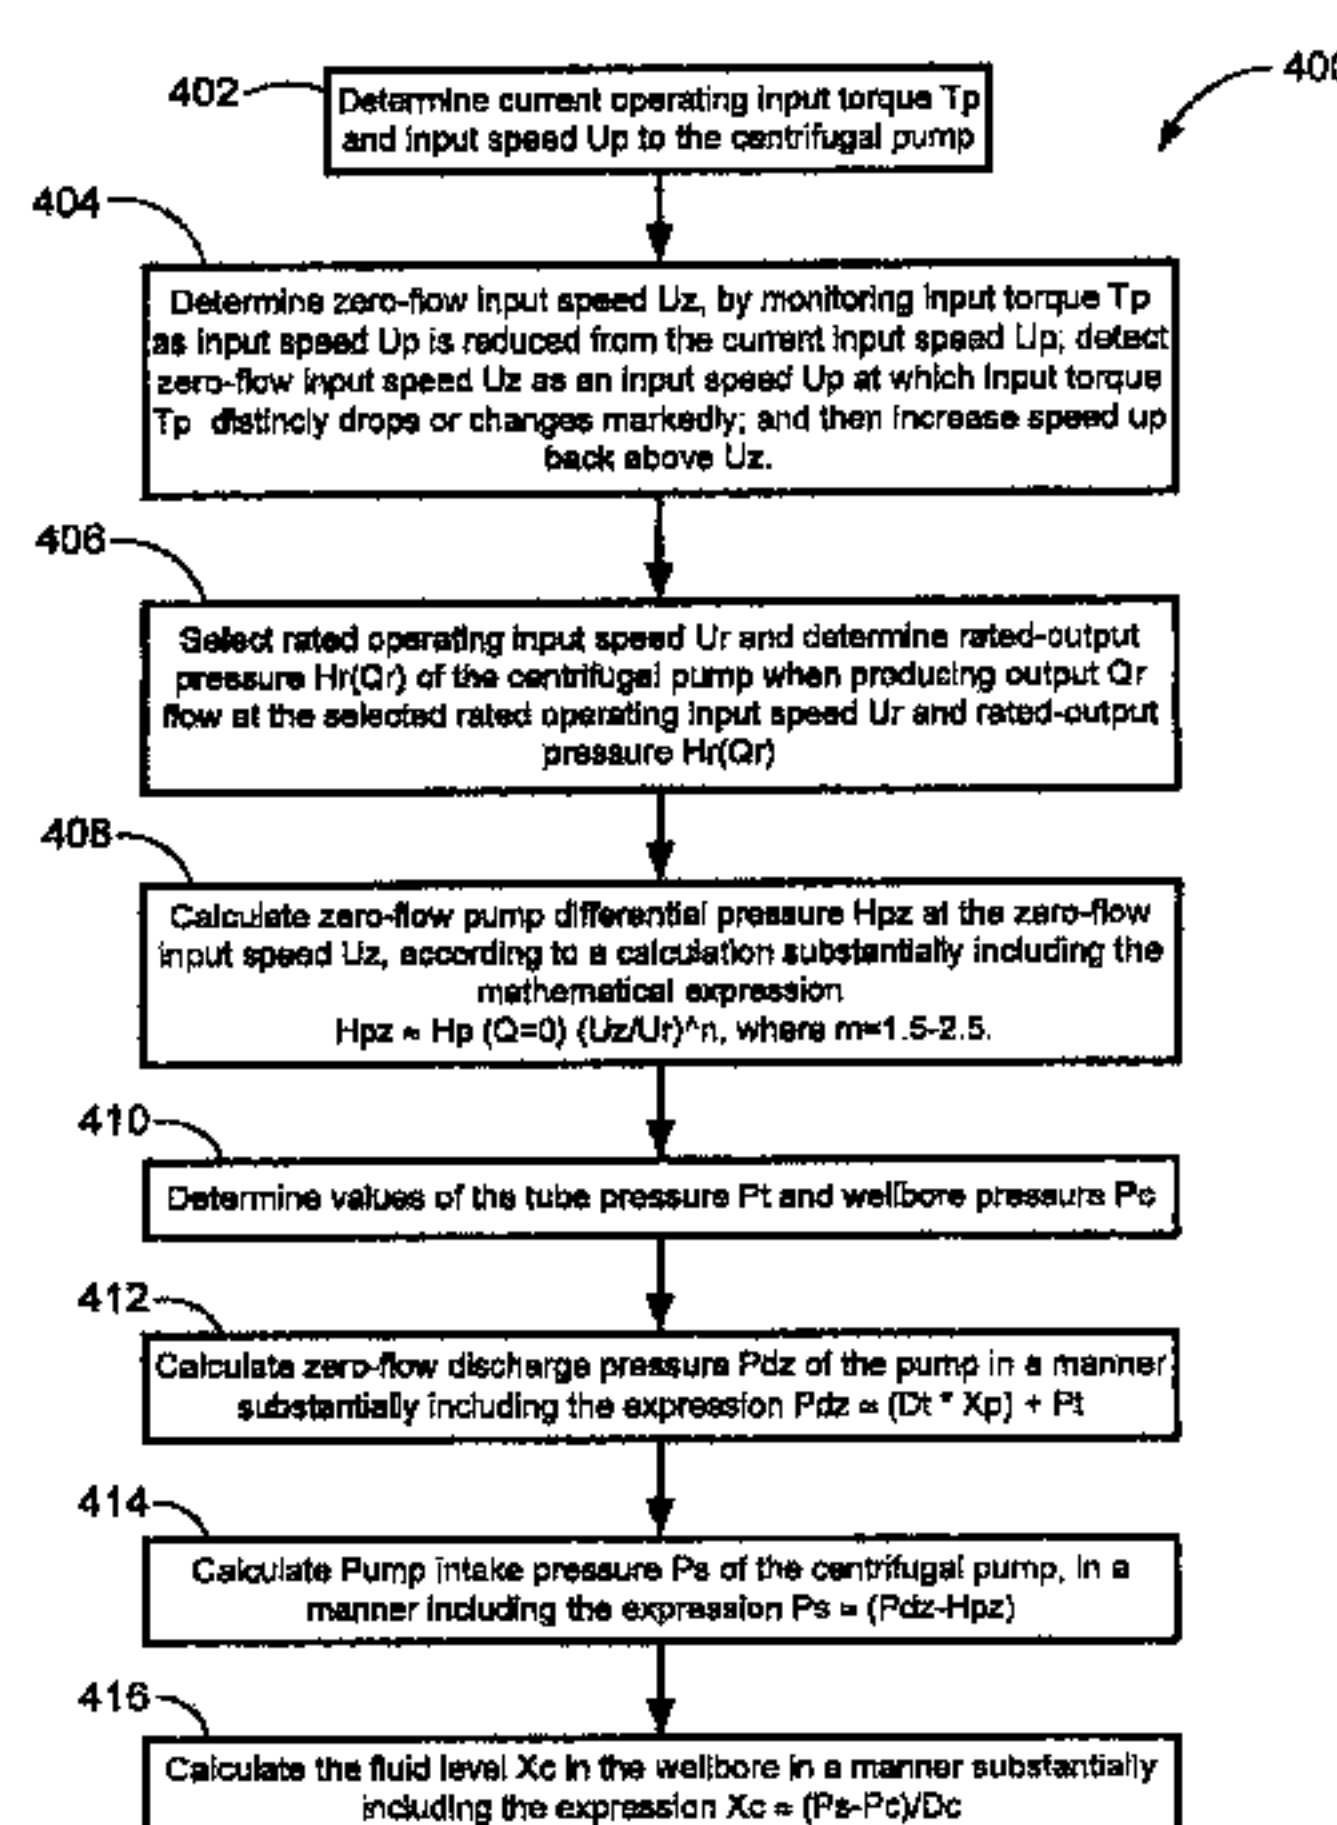 400
402
Determine current operating input torque Tp
and input speed Up to the centrifugal pump
404
Determine zero-flow input speed Uz, by monitoring input torque Tp
as input speed Up is reduced from the current input speed Up; detect
zero-flow input speed Uz as an input speed Up at which input torque
Tp distincly drops or changes markedly; and then increase speed up
back above Uz.
406
Select rated operating input speed Ur and determine rated-output
pressure Hr(Qr) of the centrifugal pump when producing output Qr
flow at the selected rated operating input speed Ur and rated-output
pressure Hr(Qr)
408
Calculate zero-flow pump differential pressure Hpz at the zero-flow
input speed Uz, according to a calculation substantially including the
mathematical expression
Hpz ≈ Hp (Q=0) (Uz/Ur)^n, where m=1.5-2.5.
410
Determine values of the tube pressure Pt and wellbore pressure Pc
412
Calculate zero-flow discharge pressure Pdz of the pump in a manner
substantially including the expression Pdz ≈ (Dt * Xp) + Pt
414
Calculate Pump intake pressure Ps of the centrifugal pump, in a
manner including the expression Ps ≈ (Pdz-Hpz)
416
Calculate the fluid level Xc in the wellbore in a manner substantially
including the expression Xc ≈ (Ps-Pc)/Dc